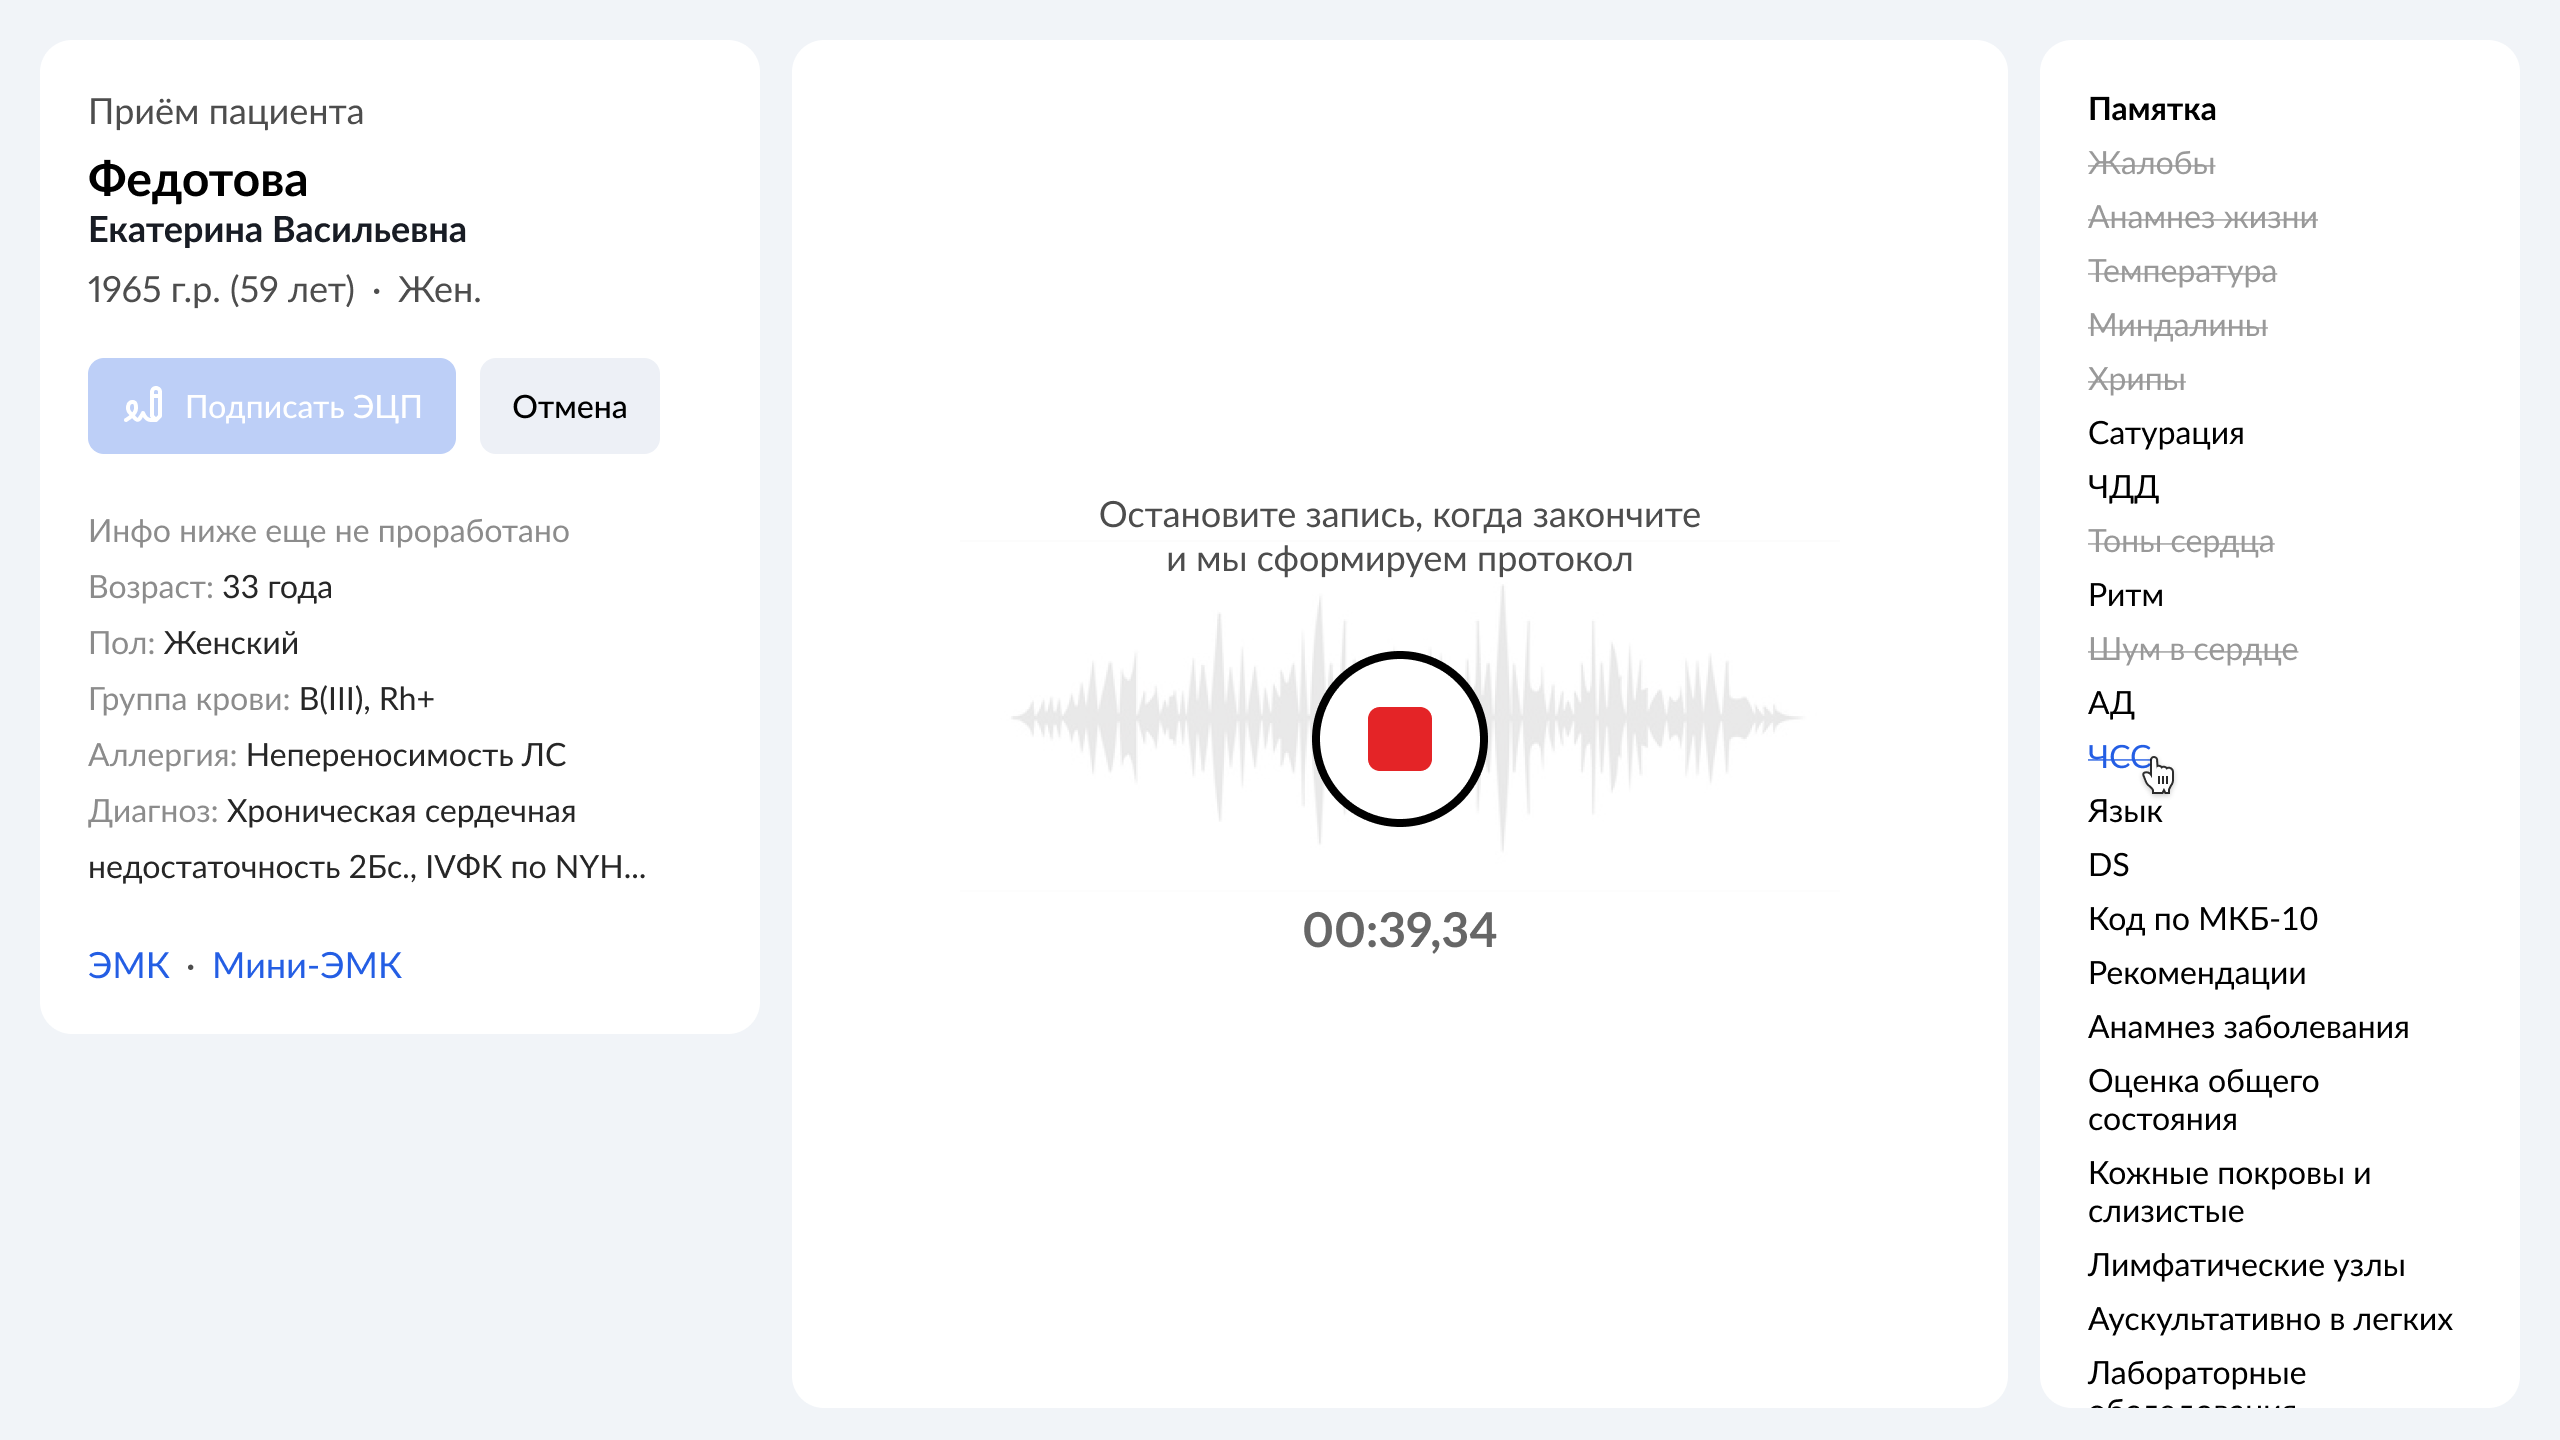 Приём пациента
Федотова
Екатерина Васильевна
1965 г.р. (59 лет) · Жен.
Подписать ЭЦП
Отмена
Инфо ниже еще не проработано
Возраст: 33 года
Пол: Женский
Группа крови: B(III), Rh+
Аллергия: Непереносимость ЛС
Диагноз: Хроническая сердечная
недостаточность 2Бс., IVФК по NYH...
ЭМК · Мини-ЭМК
Остановите запись, когда закончите
и мы сформируем протокол
00:39,34
Памятка
Жалобы
Анамнез жизни
Температура
Миндалины
Хрипы
Сатурация
ЧДД
Тоны сердца
Ритм
Шум в сердце
АД
ЧСС
Язык
DS
Код по МКБ-10
Рекомендации
Анамнез заболевания
Оценка общего
состояния
Кожные покровы и
слизистые
Лимфатические узлы
Аускультативно в легких
Лабораторные